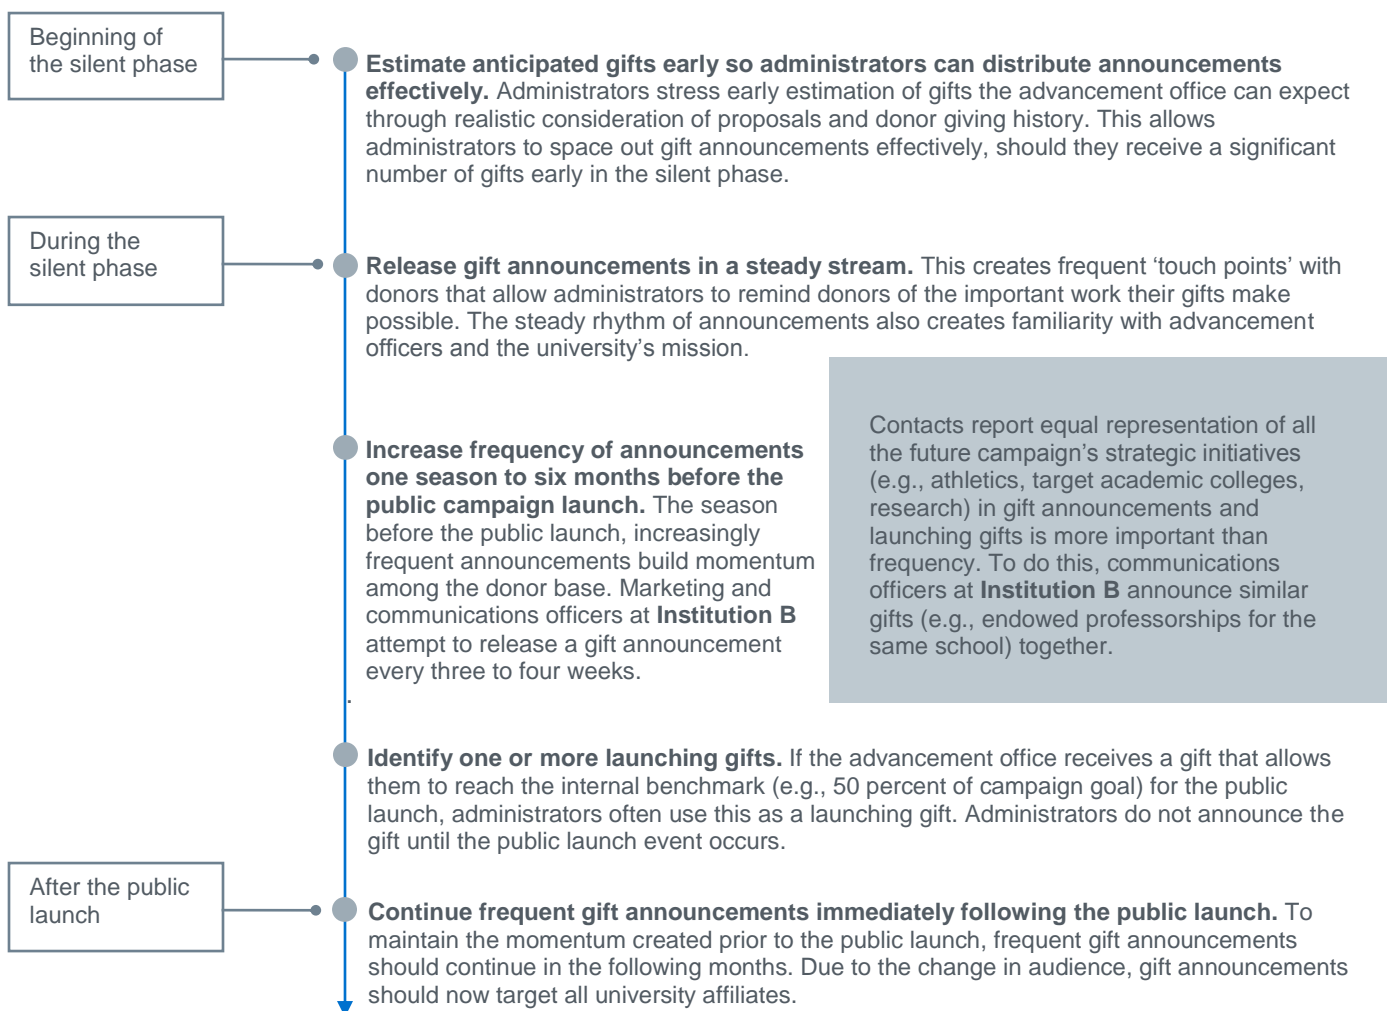 Beginning of
the silent phase
Estimate anticipated gifts early so administrators can distribute announcements
effectively. Administrators stress early estimation of gifts the advancement office can expect
through realistic consideration of proposals and donor giving history. This allows
administrators to space out gift announcements effectively, should they receive a significant
number of gifts early in the silent phase.
During the
silent phase
Release gift announcements in a steady stream. This creates frequent ‘touch points’ with
donors that allow administrators to remind donors of the important work their gifts make
possible. The steady rhythm of announcements also creates familiarity with advancement
officers and the university’s mission.
Increase frequency of announcements
one season to six months before the
public campaign launch. The season
before the public launch, increasingly
frequent announcements build momentum
among the donor base. Marketing and
communications officers at Institution B
attempt to release a gift announcement
every three to four weeks.
.
Contacts report equal representation of all
the future campaign’s strategic initiatives
(e.g., athletics, target academic colleges,
research) in gift announcements and
launching gifts is more important than
frequency. To do this, communications
officers at Institution B announce similar
gifts (e.g., endowed professorships for the
same school) together.
Identify one or more launching gifts. If the advancement office receives a gift that allows
them to reach the internal benchmark (e.g., 50 percent of campaign goal) for the public
launch, administrators often use this as a launching gift. Administrators do not announce the
gift until the public launch event occurs.
After the public
launch
Continue frequent gift announcements immediately following the public launch. To
maintain the momentum created prior to the public launch, frequent gift announcements
should continue in the following months. Due to the change in audience, gift announcements
should now target all university affiliates.